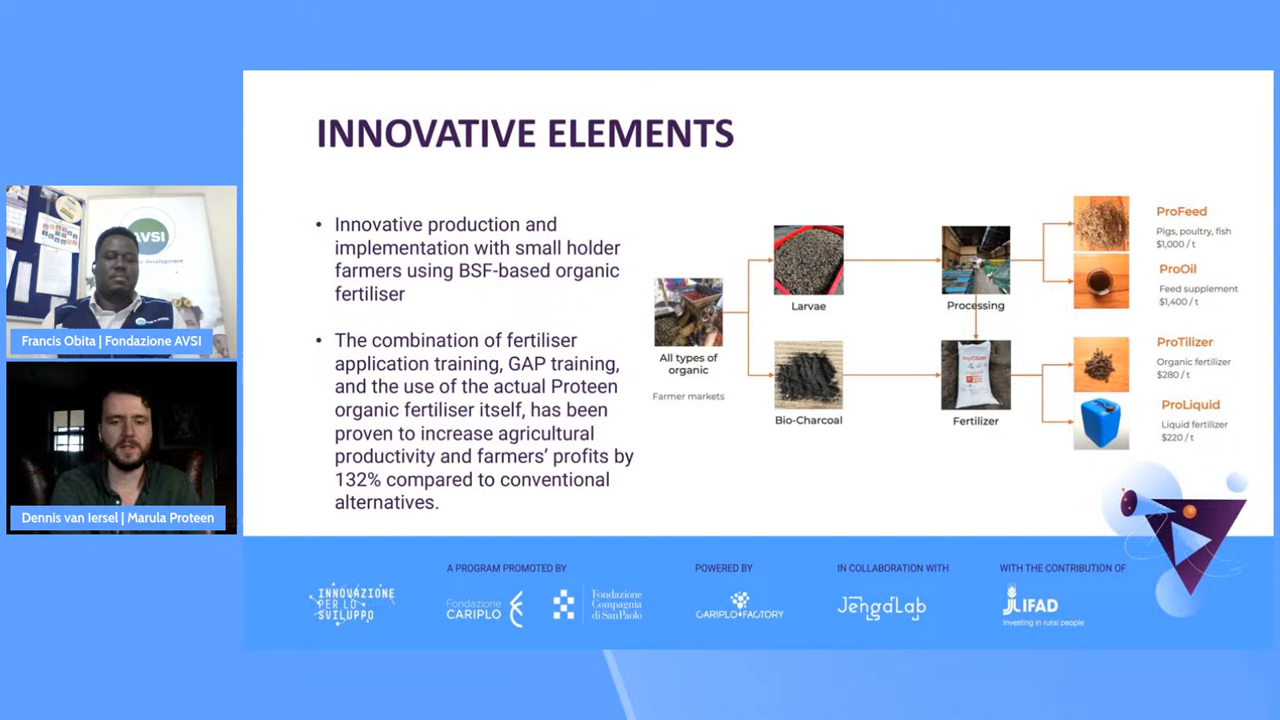 INNOVATIVE ELEMENTS
• Innovative production and
implementation with small holder
farmers using BSF-based organic
fertiliser
• The combination of fertiliser
application training, GAP training,
and the use of the actual Proteen
organic fertiliser itself, has been
proven to increase agricultural
productivity and farmers’ profits by
132% compared to conventional
alternatives.
All types of
organic
Farmer markets
Larvae
Bio-Charcoal
Processing
Fertilizer
ProFeed
Pigs, poultry, fish
$1,000 / t
ProOil
Feed supplement
$1,400 / t
ProTilizer
Organic fertilizer
$280 / t
ProLiquid
Liquid fertilizer
$220 / t
AVSI
Francis Obita | Fondazione AVSI
Dennis van Iersel | Marula Proteen
INNOVAZIONE
PER LO
SVILUPPO
A PROGRAM PROMOTED BY
Fondazione
CARIPLO
Fondazione
Compagnia
di San Paolo
POWERED BY
CARIPLO FACTORY
IN COLLABORATION WITH
JengaLab
WITH THE CONTRIBUTION OF
IFAD
Investing in rural people